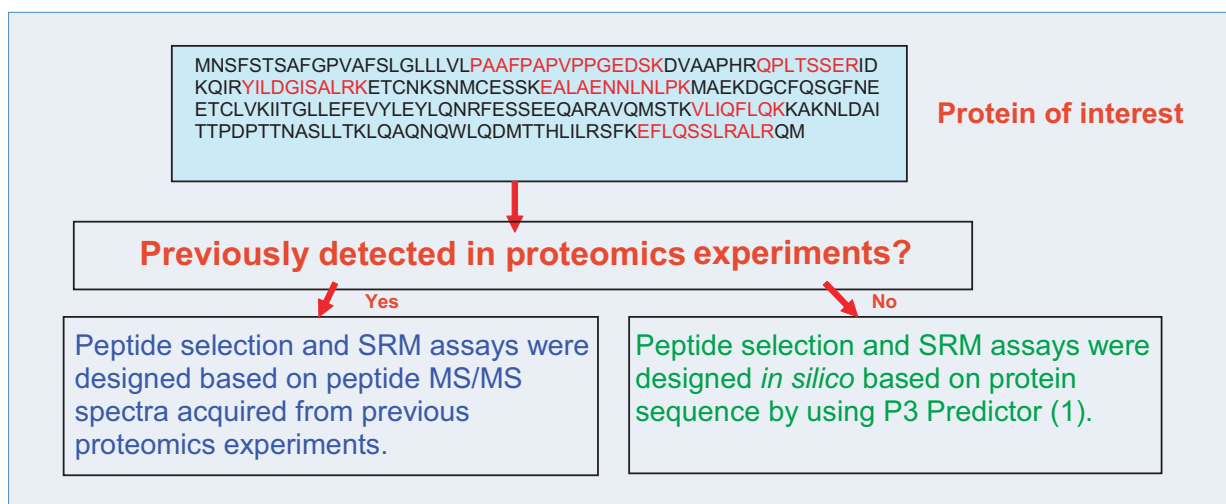 MNSFSTSAFGPVAFSLGLLLVLPAAFPAPVPPGEDSKDVAAPHRQPLTSSERID
KQIRYILDGISALRKETCNKSNMCESSKEALAENNLNLPKMAEKDGCFQSGFNE
ETCLVKIITGLLEFEVYLEYLQNRFESSEEQARAVQMSTKVLIQFLQKKAKNLDAI
TTPDPTTNASLLTKLQAQNQWLQDMTTHLILRSFKEFLQSSLRALRQM
Protein of interest
Previously detected in proteomics experiments?
Yes
No
Peptide selection and SRM assays were
designed based on peptide MS/MS
spectra acquired from previous
proteomics experiments.
Peptide selection and SRM assays were
designed in silico based on protein
sequence by using P3 Predictor (1).